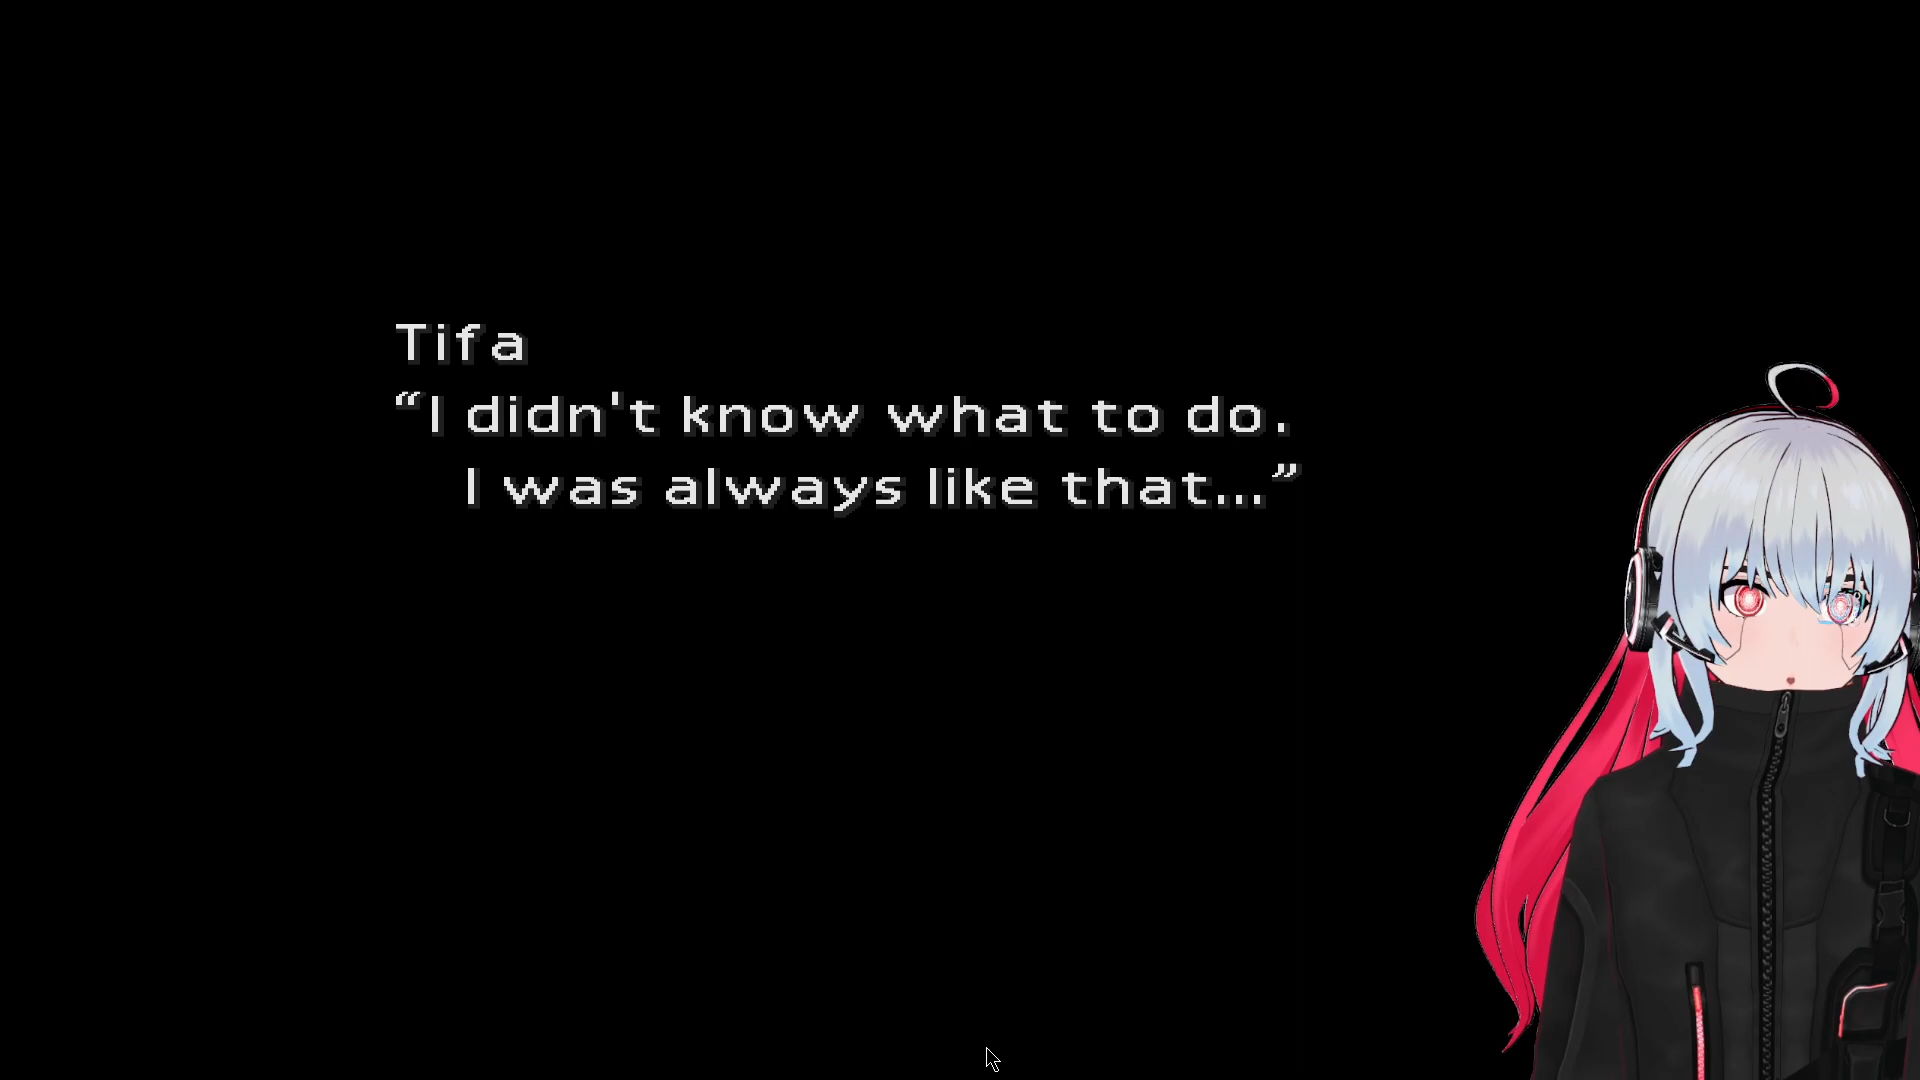 Tifa
“I didn't know what to do.
I was always like that...”